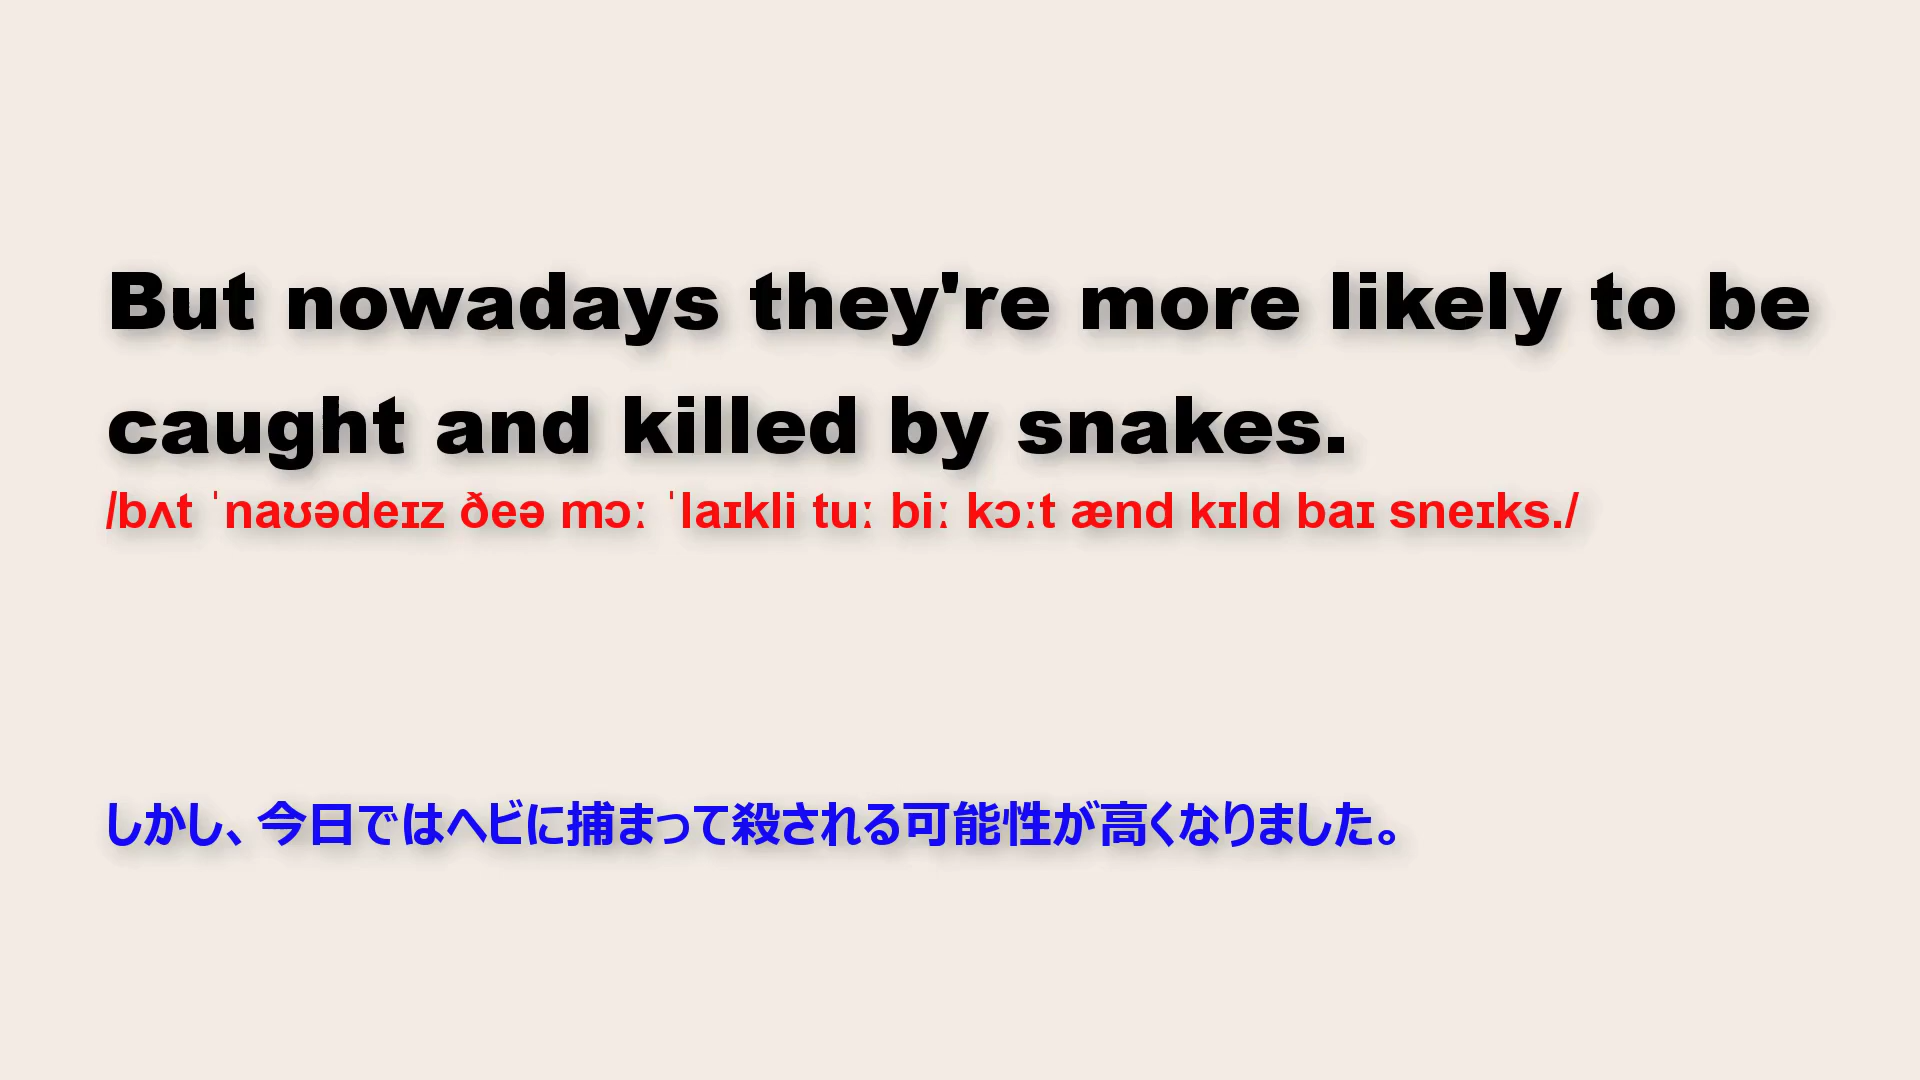 But nowadays they're more likely to be
caught and killed by snakes.
/bʌt ˈnaʊədeɪz ðeə mɔː ˈlaɪkli tuː biː kɔːt ænd kɪld baɪ sneɪks./
しかし、今日ではヘビに捕まって殺される可能性が高くなりました。